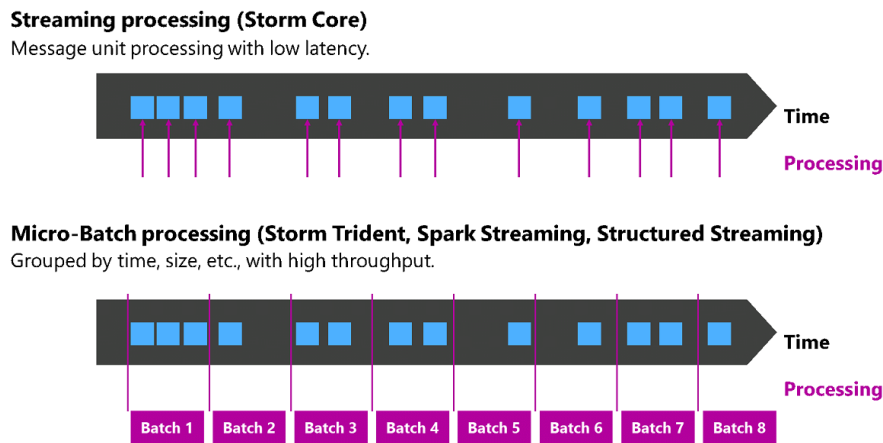 Streaming processing (Storm Core)
Message unit processing with low latency.
Time
Processing
Micro-Batch processing (Storm Trident, Spark Streaming, Structured Streaming)
Grouped by time, size, etc., with high throughput.
Time
Processing
Batch 1 Batch 2 Batch 3 Batch 4 Batch 5 Batch 6 Batch 7 Batch 8